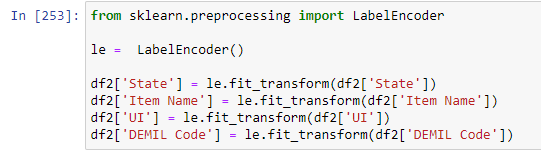 In [253]: from sklearn.preprocessing import LabelEncoder
le =  LabelEncoder()
df2['State'] = le.fit_transform(df2['State'])
df2['Item Name'] = le.fit_transform(df2['Item Name'])
df2['UI'] = le.fit_transform(df2['UI'])
df2['DEMIL Code'] = le.fit_transform(df2['DEMIL Code'])